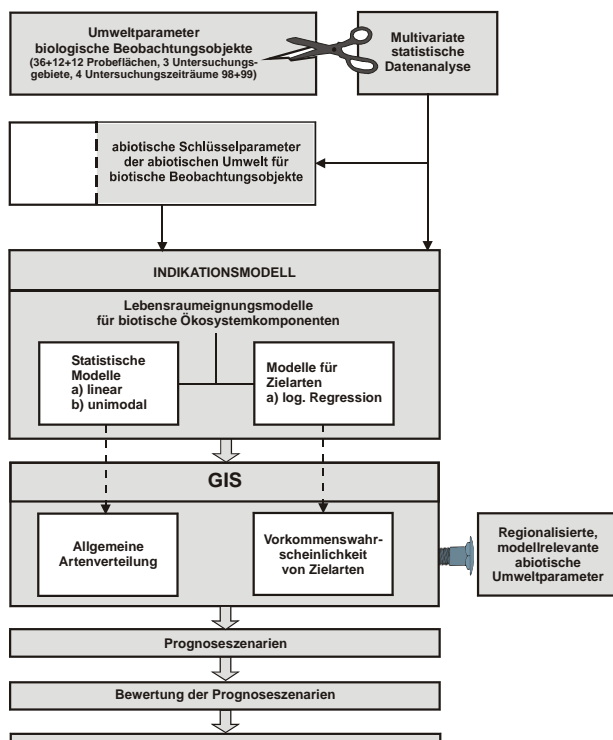 Umweltparameter
biologische Beobachtungsobjekte
(36+12+12 Probeflächen, 3 Untersuchungs-
gebiete, 4 Untersuchungszeiträume 98+99)
Multivariate
statistische
Datenanalyse
abiotische Schlüsselparameter
der abiotischen Umwelt für
biotische Beobachtungsobjekte
INDIKATIONSMODELL
Lebensraumeignungsmodelle
für biotische Ökosystemkomponenten
Statistische
Modelle
a) linear
b) unimodal
Modelle für
Zielarten
a) log. Regression
GIS
Allgemeine
Artenverteilung
Vorkommenswahr-
scheinlichkeit
von Zielarten
Regionalisierte,
modellrelevante
abiotische
Umweltparameter
Prognoseszenarien
Bewertung der Prognoseszenarien